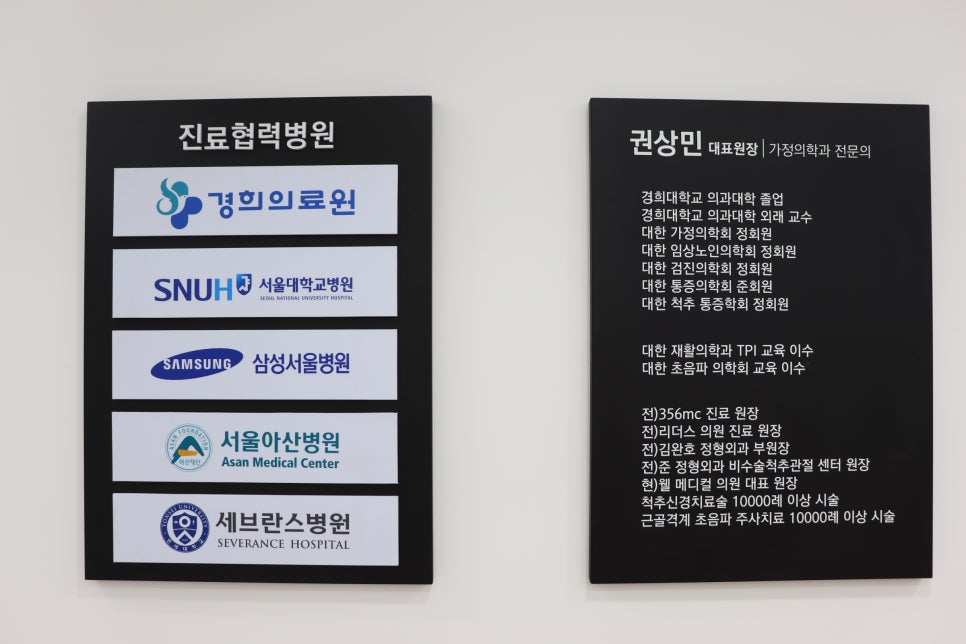 진료협력병원
경희의료원
SNUH 서울대학교병원
SEOUL NATIONAL UNIVERSITY HOSPITAL
SAMSUNG 삼성서울병원
ASAN FOUNDATION
아산재단
서울아산병원
Asan Medical Center
YONSEI UNIVERSITY
연세대학교
세브란스병원
SEVERANCE HOSPITAL
권상민 대표원장 | 가정의학과 전문의
경희대학교 의과대학 졸업
경희대학교 의과대학 외래 교수
대한 가정의학회 정회원
대한 임상노인의학회 정회원
대한 검진의학회 정회원
대한 통증의학회 준회원
대한 척추 통증학회 정회원
대한 재활의학과 TPI 교육 이수
대한 초음파 의학회 교육 이수
전)356mc 진료 원장
전)리더스 의원 진료 원장
전)김완호 정형외과 부원장
전)준 정형외과 비수술척추관절 센터 원장
현)웰 메디컬 의원 대표 원장
척추신경치료술 10000례 이상 시술
근골격계 초음파 주사치료 10000례 이상 시술